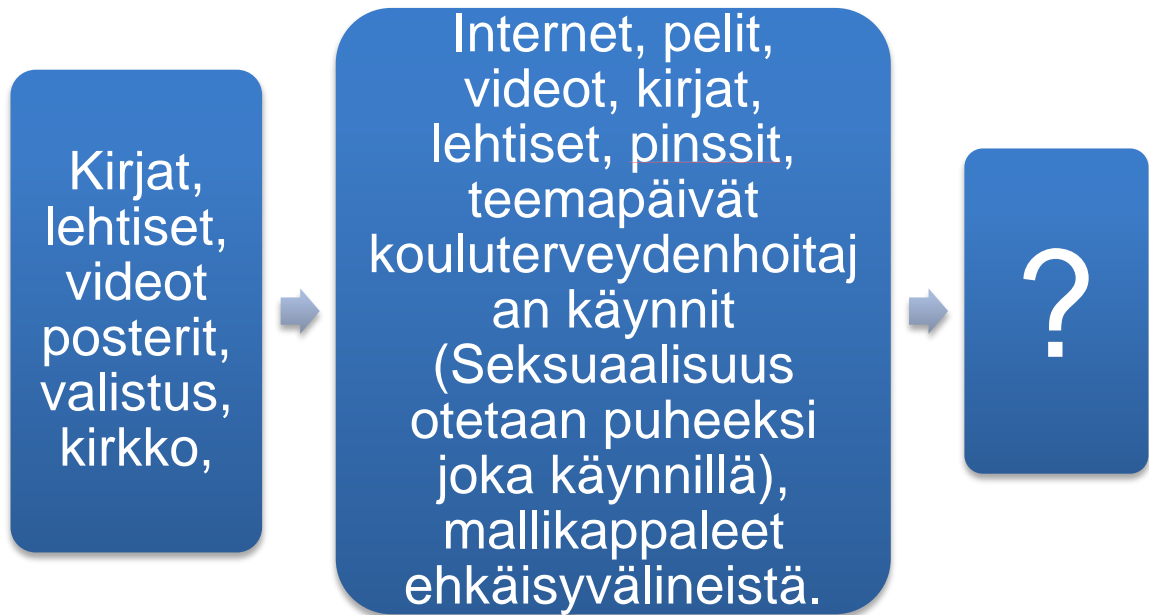 Kirjat,
lehtiset,
videot
posterit,
valistus,
kirkko,
Internet, pelit,
videot, kirjat,
lehtiset, pinssit,
teemapäivät
kouluterveydenhoitaj
an käynnit
(Seksuaalisuus
otetaan puheeksi
joka käynnillä),
mallikappaleet
ehkäisyvälineistä.
?